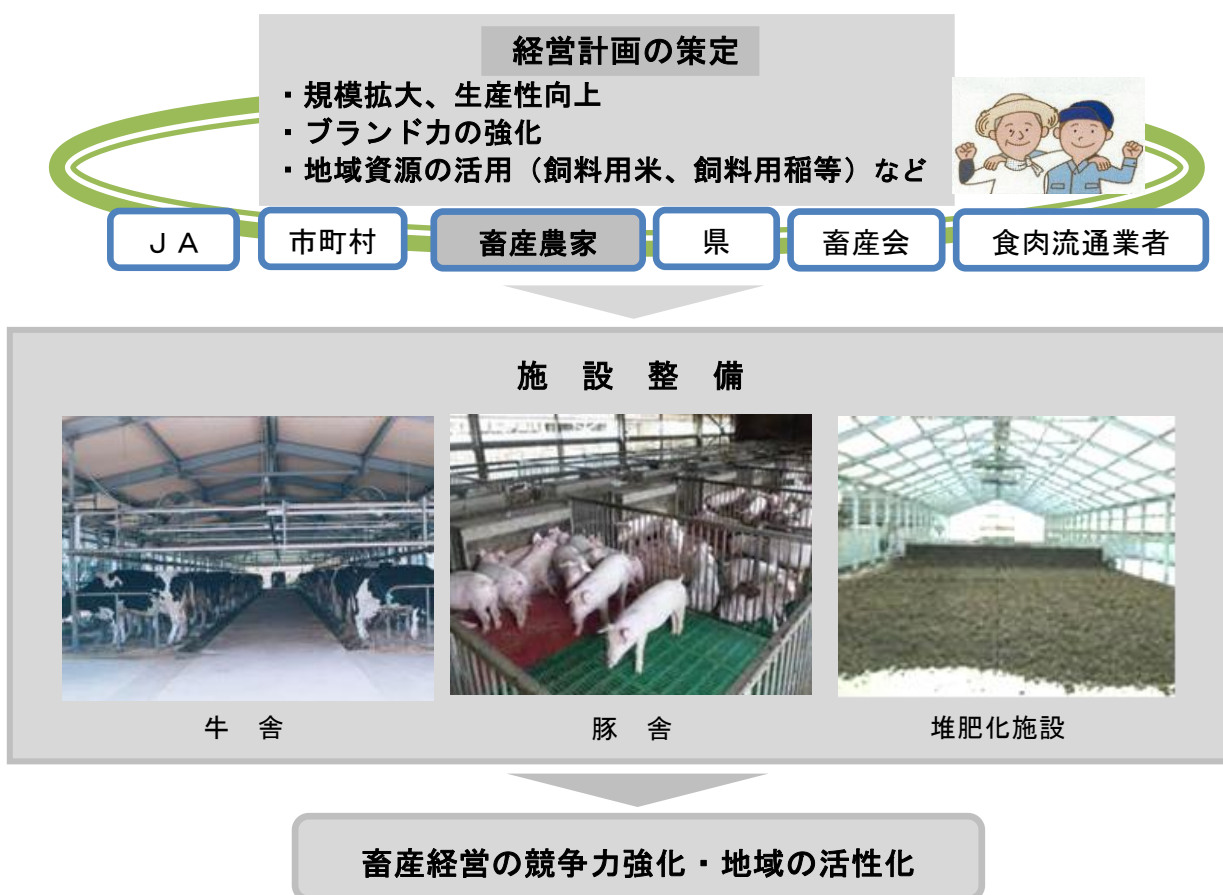 経営計画の策定
・規模拡大、生産性向上
・ブランド力の強化
・地域資源の活用（飼料用米、飼料用稲等）など
ＪＡ
市町村
畜産農家
県
畜産会
食肉流通業者
施設整備
牛舎
豚舎
堆肥化施設
畜産経営の競争力強化・地域の活性化